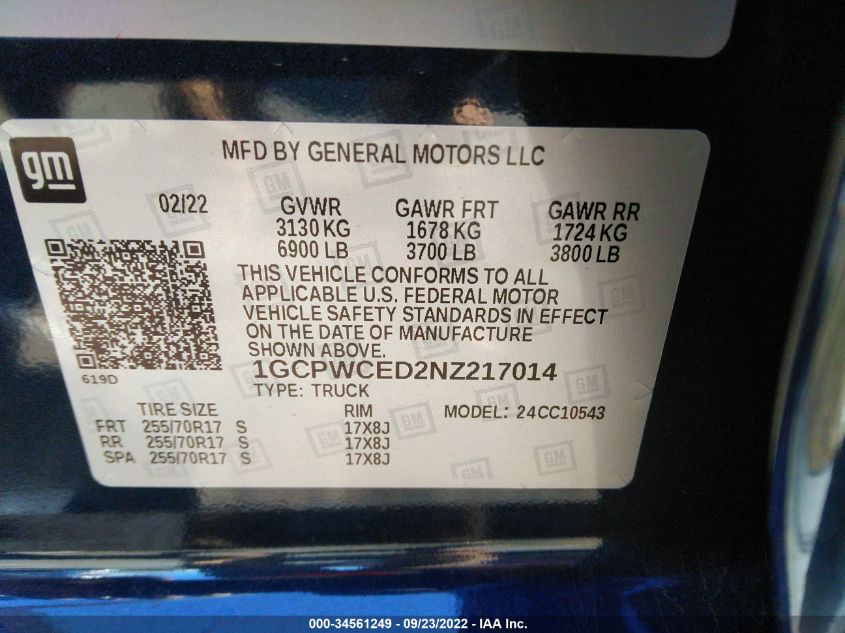 gm
MFD BY GENERAL MOTORS LLC
02/22 GVWR GAWR FRT GAWR RR
3130 KG 1678 KG 1724 KG
6900 LB 3700 LB 3800 LB
THIS VEHICLE CONFORMS TO ALL
APPLICABLE U.S. FEDERAL MOTOR
VEHICLE SAFETY STANDARDS IN EFFECT
ON THE DATE OF MANUFACTURE
SHOWN ABOVE.
619D
1GCPWCED2NZ217014
TYPE: TRUCK
TIRE SIZE RIM MODEL: 24CC10543
FRT 255/70R17 S 17X8J
RR 255/70R17 S 17X8J
SPA 255/70R17 S 17X8J
000-34561249 - 09/23/2022 - IAA Inc.